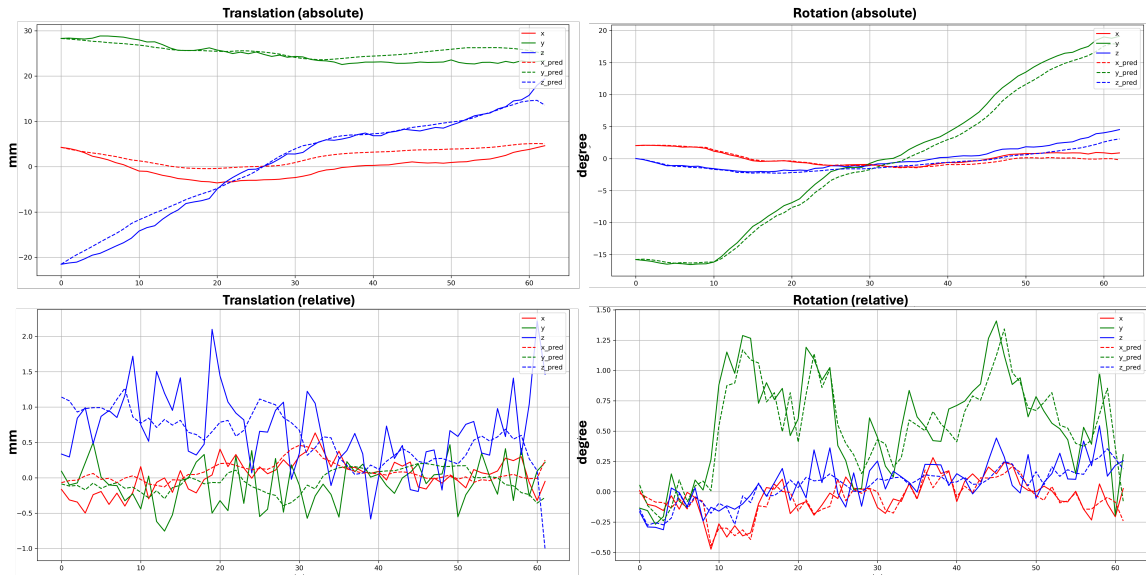 Translation (absolute)
30
20
10
0
−10
−20
0
10
20
30
40
50
60
mm
x
y
z
x_pred
y_pred
z_pred
Rotation (absolute)
20
15
10
5
0
−5
−10
−15
0
10
20
30
40
50
60
degree
x
y
z
x_pred
y_pred
z_pred
Translation (relative)
2.0
1.5
1.0
0.5
0.0
−0.5
−1.0
0
10
20
30
40
50
60
mm
x
y
z
x_pred
y_pred
z_pred
Rotation (relative)
1.50
1.25
1.00
0.75
0.50
0.25
0.00
−0.25
−0.50
0
10
20
30
40
50
60
degree
x
y
z
x_pred
y_pred
z_pred